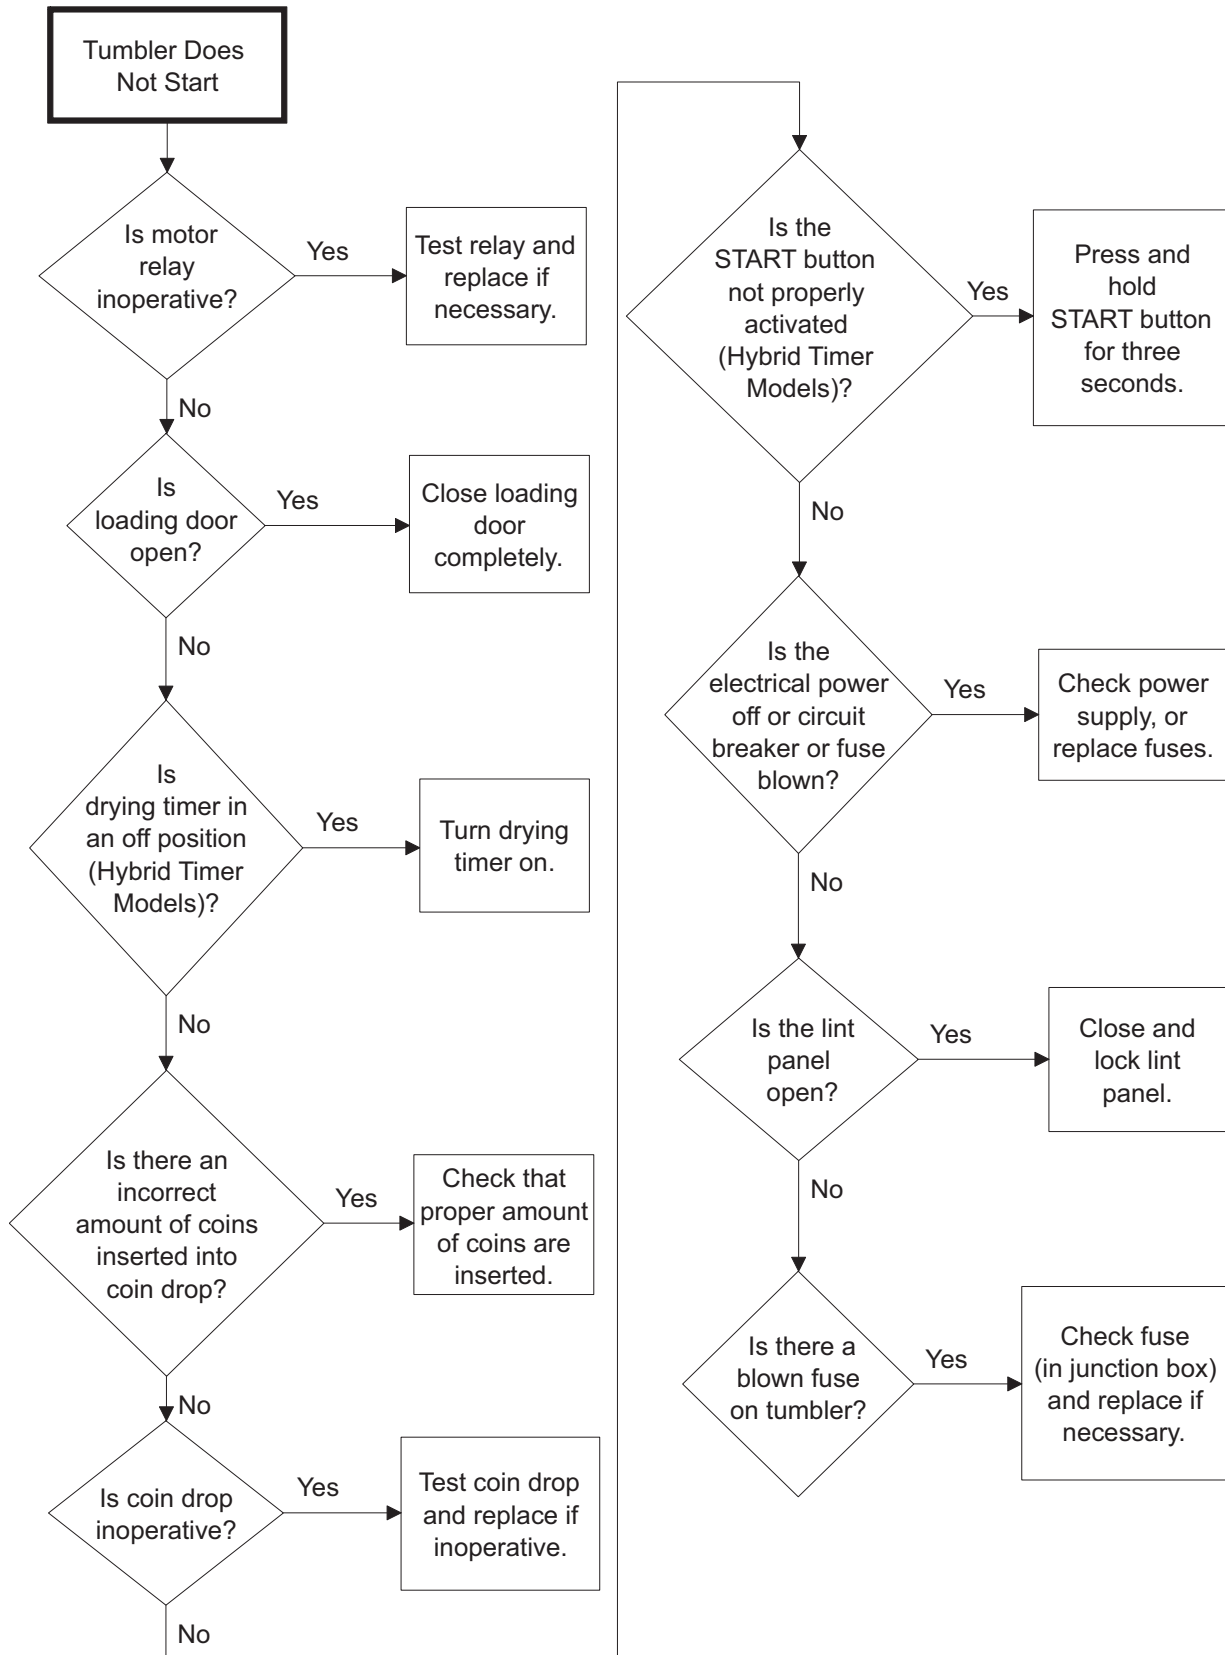 Tumbler Does
Not Start
Is motor
relay
inoperative?
Yes
Test relay and
replace if
necessary.
No
Is
loading door
open?
Yes
Close loading
door
completely.
No
Is
drying timer in
an off position
(Hybrid Timer
Models)?
Yes
Turn drying
timer on.
No
Is there an
incorrect
amount of coins
inserted into
coin drop?
Yes
Check that
proper amount
of coins are
inserted.
No
Is coin drop
inoperative?
Yes
Test coin drop
and replace if
inoperative.
No
Is the
START button
not properly
activated
(Hybrid Timer
Models)?
Yes
Press and
hold
START button
for three
seconds.
No
Is the
electrical power
off or circuit
breaker or fuse
blown?
Yes
Check power
supply, or
replace fuses.
No
Is the lint
panel
open?
Yes
Close and
lock lint
panel.
No
Is there a
blown fuse
on tumbler?
Yes
Check fuse
(in junction box)
and replace if
necessary.